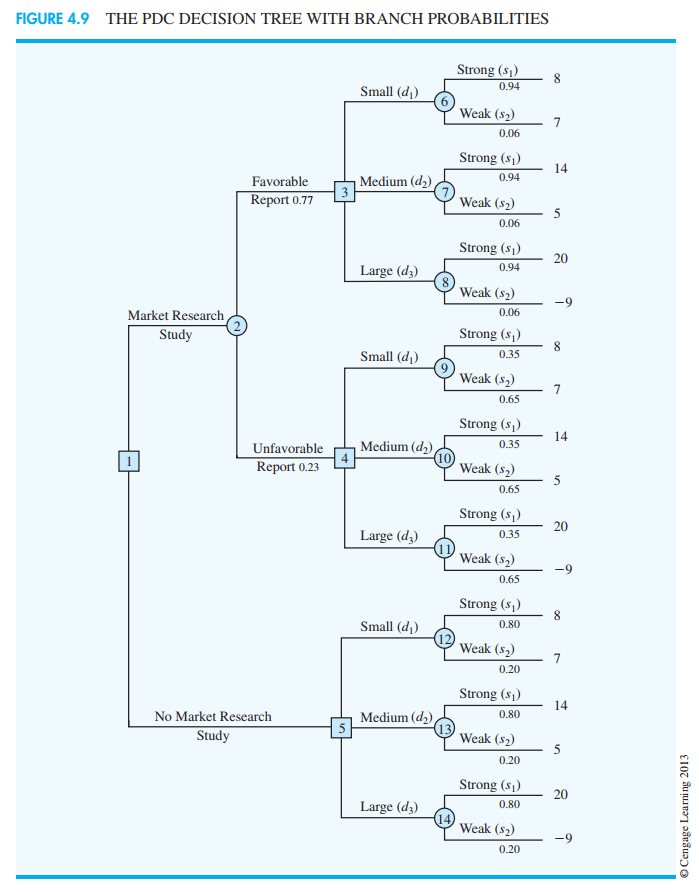 FIGURE 4.9 THE PDC DECISION TREE WITH BRANCH PROBABILITIES
Strong (s₁)
0.94
8
Small (d₁)
6
Weak (s₂)
0.06
7
Strong (s₁)
0.94
14
Favorable
Report 0.77
3
Medium (d₂)
7
Weak (s₂)
0.06
5
Strong (s₁)
0.94
20
Large (d₃)
8
Weak (s₂)
0.06
−9
Market Research
Study
2
Strong (s₁)
0.35
8
Small (d₁)
9
Weak (s₂)
0.65
7
Strong (s₁)
0.35
14
Unfavorable
Report 0.23
4
Medium (d₂)
10
Weak (s₂)
0.65
5
1
Strong (s₁)
0.35
20
Large (d₃)
11
Weak (s₂)
0.65
−9
Strong (s₁)
0.80
8
Small (d₁)
12
Weak (s₂)
0.20
7
Strong (s₁)
0.80
14
No Market Research
Study
5
Medium (d₂)
13
Weak (s₂)
0.20
5
Strong (s₁)
0.80
20
Large (d₃)
14
Weak (s₂)
0.20
−9
© Cengage Learning 2013